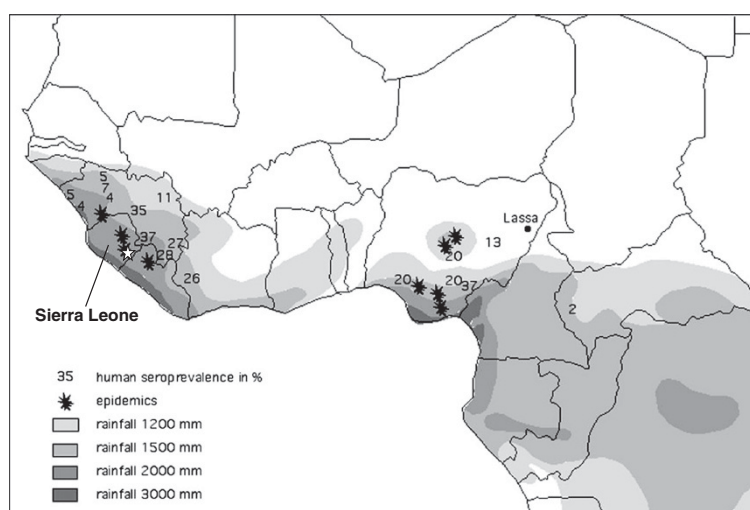 5
7
5
4
4
11
35
37
27
28
26
Lassa
13
20
20
20
37
2
Sierra Leone
35 human seroprevalence in %
epidemics
rainfall 1200 mm
rainfall 1500 mm
rainfall 2000 mm
rainfall 3000 mm